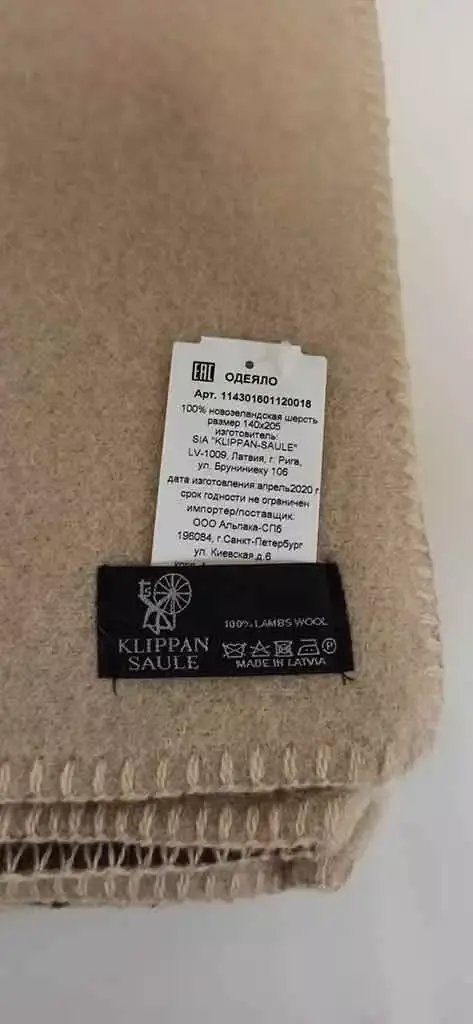 EAC ОДЕЯЛО
Арт. 114301601120018
100% новозеландская шерсть
размер 140х205
изготовитель:
SIA "KLIPPAN-SAULE"
LV-1009, Латвия, г. Рига,
ул. Бруниниеку 106
дата изготовления апрель2020 г.
срок годности не ограничен
импортер/поставщик:
ООО Альпака-СПб
196084, г.Санкт-Петербург
ул. Киевская,д.6
KLIPPAN
SAULE
100% LAMBS WOOL
P
MADE IN LATVIA